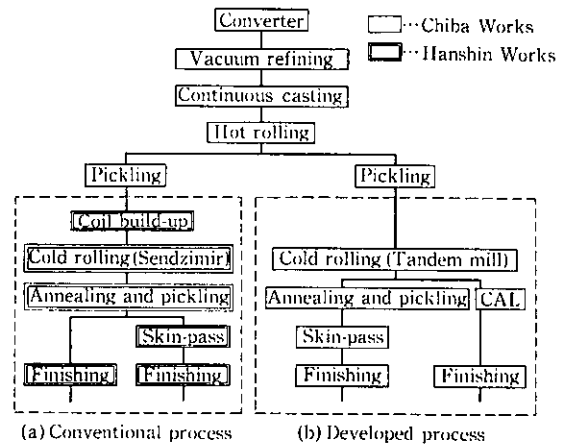 Converter
□…Chiba Works
Vacuum refining
□…Hanshin Works
Continuous casting
Hot rolling
Pickling
Pickling
Coil build-up
Cold rolling (Sendzimir)
Cold rolling (Tandem mill)
Annealing and pickling
Annealing and pickling
CAL
Skin-pass
Skin-pass
Finishing
Finishing
Finishing
Finishing
(a) Conventional process
(b) Developed process